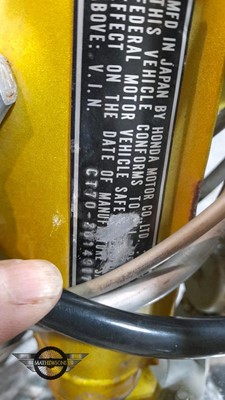 MFD IN JAPAN BY HONDA MOTOR CO., LTD
THIS VEHICLE CONFORMS TO
FEDERAL MOTOR VEHICLE SAFE
EFFECT ON THE DATE OF MANUF
ABOVE: V.I.N CT70-
MATHEWSONS